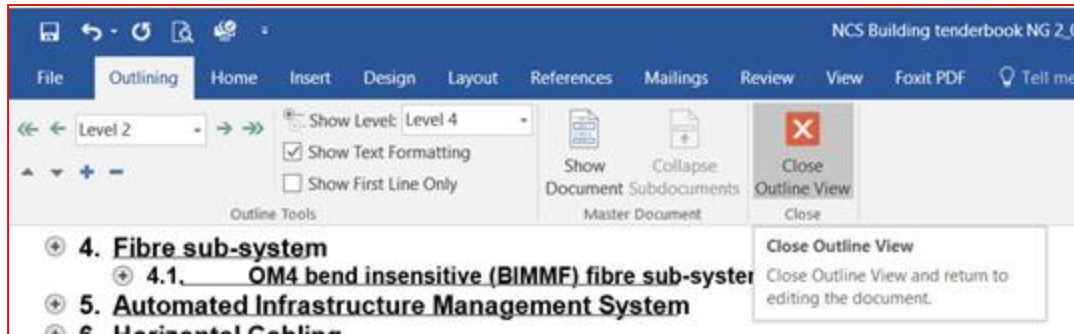 NCS Building tenderbook NG 2_
File Outlining Home Insert Design Layout References Mailings Review View Foxit PDF Tell me
Level 2 Show Level: Level 4
Show Text Formatting
Show First Line Only
Show Document
Collapse Subdocuments
Close Outline View
Outline Tools Master Document Close
4. Fibre sub-system
4.1. OM4 bend insensitive (BIMMF) fibre sub-system
5. Automated Infrastructure Management System
6. Horizontal Cabling
Close Outline View
Close Outline View and return to
editing the document.